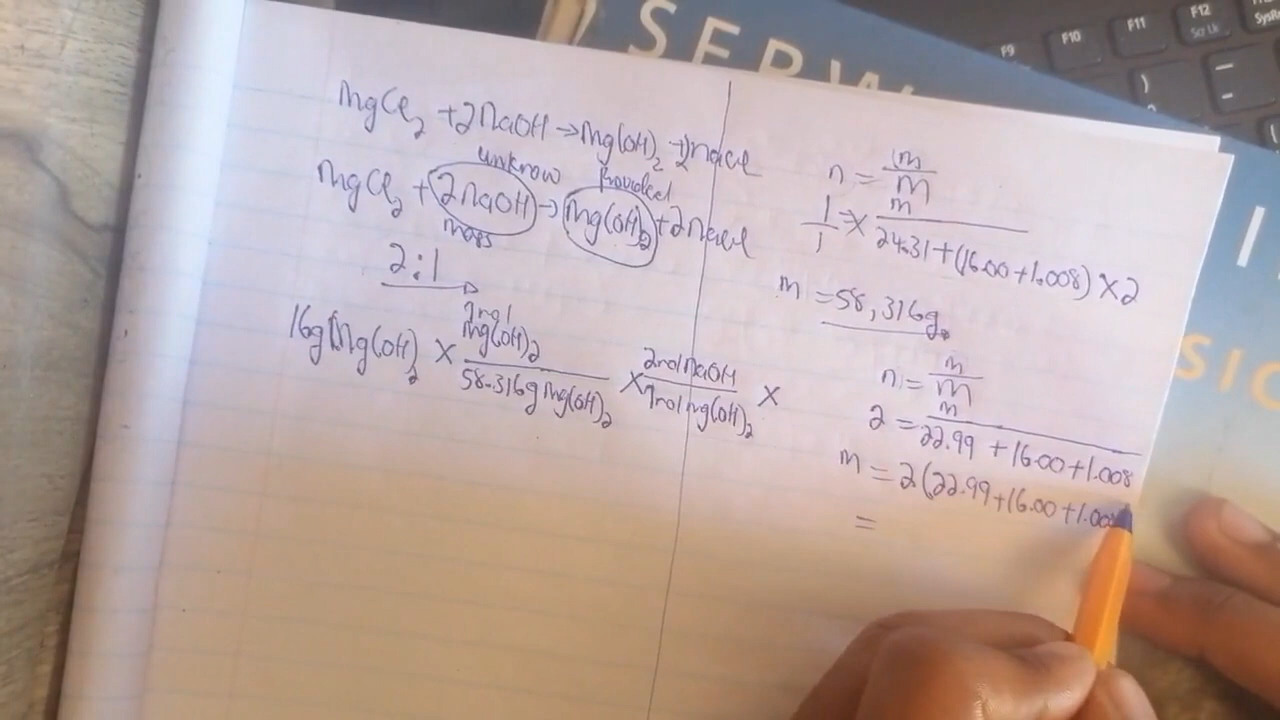 MgCl₂ + 2NaOH → Mg(OH)₂ + 2NaCl
unknow provided
MgCl₂ + 2NaOH → Mg(OH)₂ + 2NaCl
mass
2:1
1mol
16g Mg(OH)₂ × Mg(OH)₂ / 58.316g Mg(OH)₂ × 2mol NaOH / 1mol Mg(OH)₂ ×
n = m / M
1 / 1 = × m / 24.31 + (16.00 + 1.008) × 2
m = 58,316g.
n = m / M
2 = m / 22.99 + 16.00 + 1.008
m = 2(22.99 + 16.00 + 1.008
=
F9
F10
F11
F12
Scr Lk